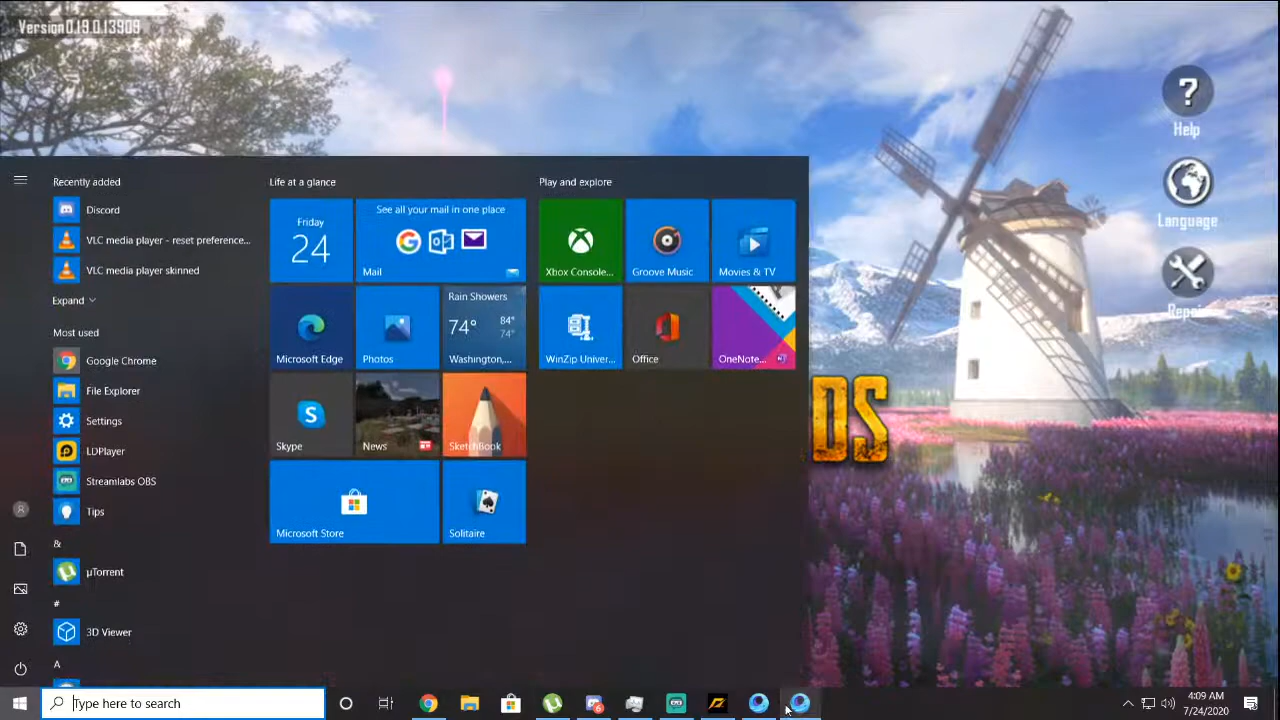 Version0.19.0.13909
Help
Language
Repair
DS
Recently added
Discord
VLC media player - reset preference...
VLC media player skinned
Expand
Most used
Google Chrome
File Explorer
Settings
LDPlayer
Streamlabs OBS
Tips
&
µTorrent
#
3D Viewer
A
Life at a glance
Friday
24
See all your mail in one place
Mail
Microsoft Edge
Photos
Rain Showers
74° 84°
74°
Washington,...
Skype
News
SketchBook
Microsoft Store
Solitaire
Play and explore
Xbox Console...
Groove Music
Movies & TV
WinZip Univer...
Office
OneNote...
Type here to search
4:09 AM
7/24/2020